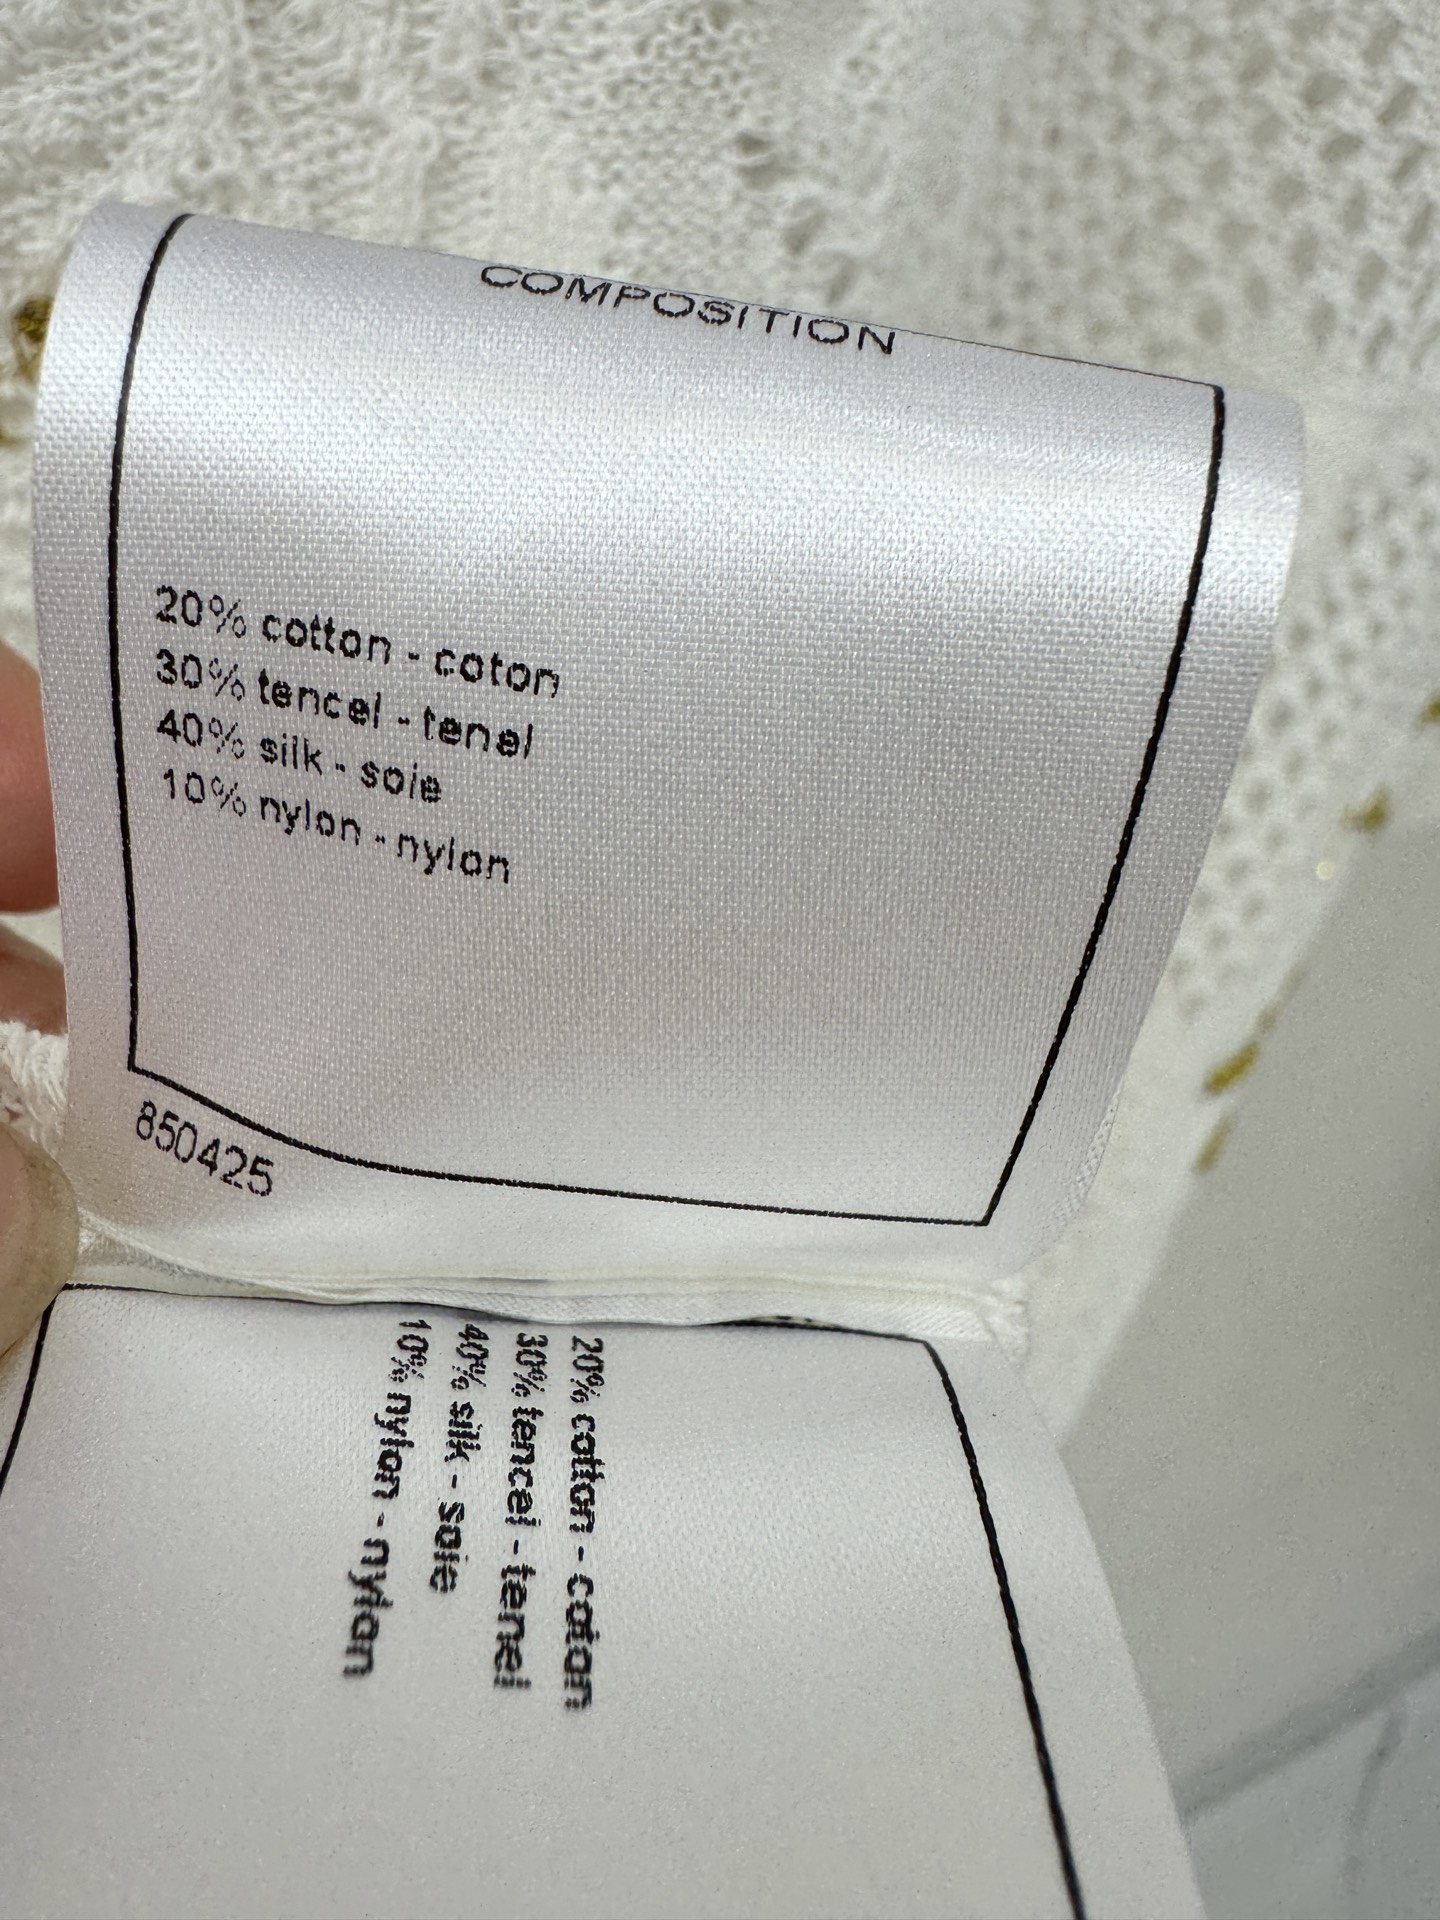 COMPOSITION
20% cotton - coton
30% tencel - tenel
40% silk - soie
10% nylon - nylon
850425
20% cotton - coton
30% tencel - tenel
40% silk - soie
10% nylon - nylon